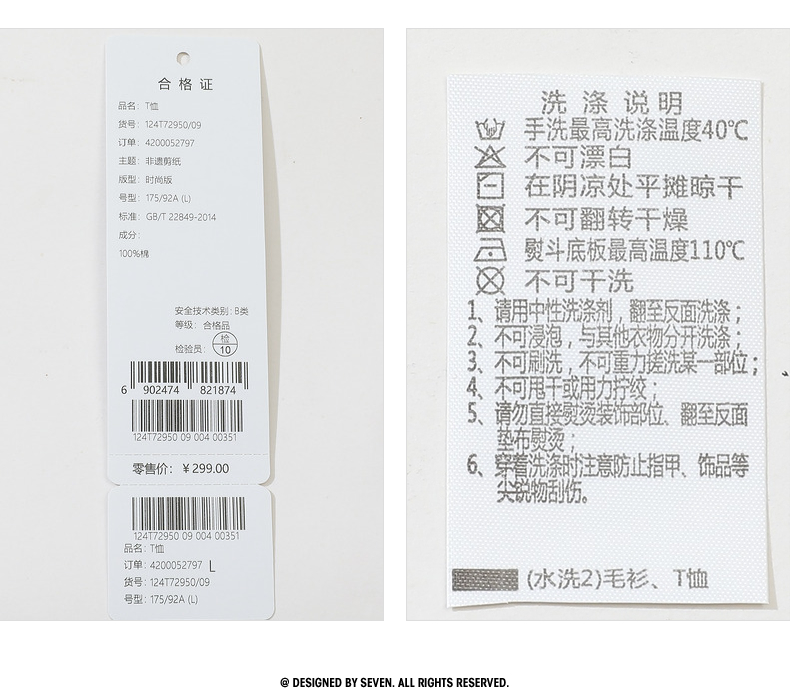 合格证
品名: T恤
货号: 124T72950/09
订单: 4200052797
主题: 非遗剪纸
版型: 时尚版
号型: 175/92A (L)
标准: GB/T 22849-2014
成分:
100%棉
安全技术类别: B类
等级: 合格品
检验员: 检 10
6 902474 821874
124T72950 09 004 00351
零售价: ￥299.00
124T72950 09 004 00351
品名: T恤
订单: 4200052797 L
货号: 124T72950/09
号型: 175/92A (L)
洗涤说明
手洗最高洗涤温度40℃
不可漂白
在阴凉处平摊晾干
不可翻转干燥
熨斗底板最高温度110℃
不可干洗
1、请用中性洗涤剂，翻至反面洗涤；
2、不可浸泡，与其他衣物分开洗涤；
3、不可刷洗，不可重力搓洗某一部位；
4、不可甩干或用力拧绞；
5、请勿直接熨烫装饰部位、翻至反面
垫布熨烫；
6、穿着洗涤时注意防止指甲、饰品等
尖锐物刮伤。
(水洗2)毛衫、T恤
@ DESIGNED BY SEVEN. ALL RIGHTS RESERVED.